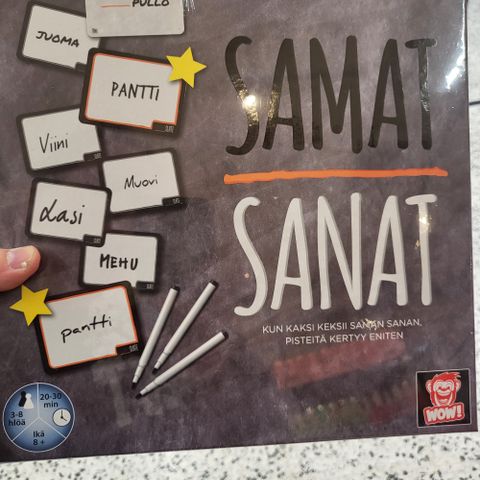 PULLO
JUOMA
PANTTI
Viini
Muovi
Lasi
MEHU
pantti
SAMAT
SANAT
KUN KAKSI KEKSII SAMAN SANAN,
PISTEITÄ KERTYY ENITEN
3-8
hlöä
20-30
min
Ikä
8 +
WOW!